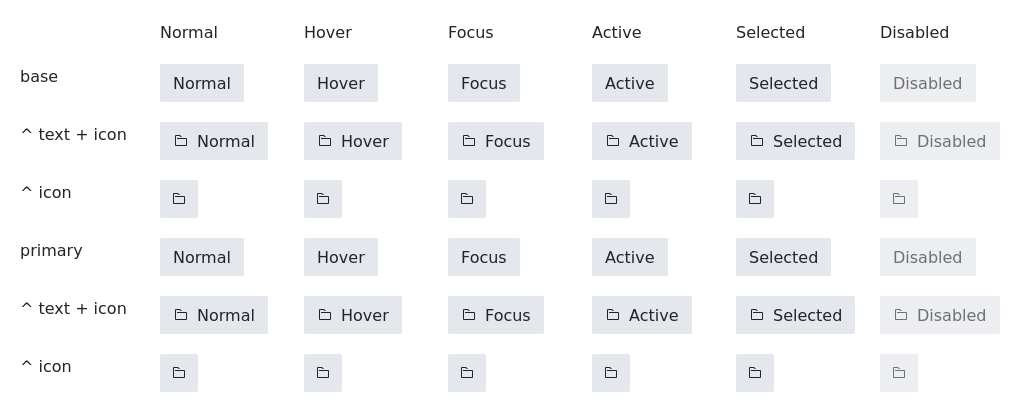 Normal Hover Focus Active Selected Disabled
base Normal Hover Focus Active Selected Disabled
^ text + icon Normal Hover Focus Active Selected Disabled
^ icon
primary Normal Hover Focus Active Selected Disabled
^ text + icon Normal Hover Focus Active Selected Disabled
^ icon